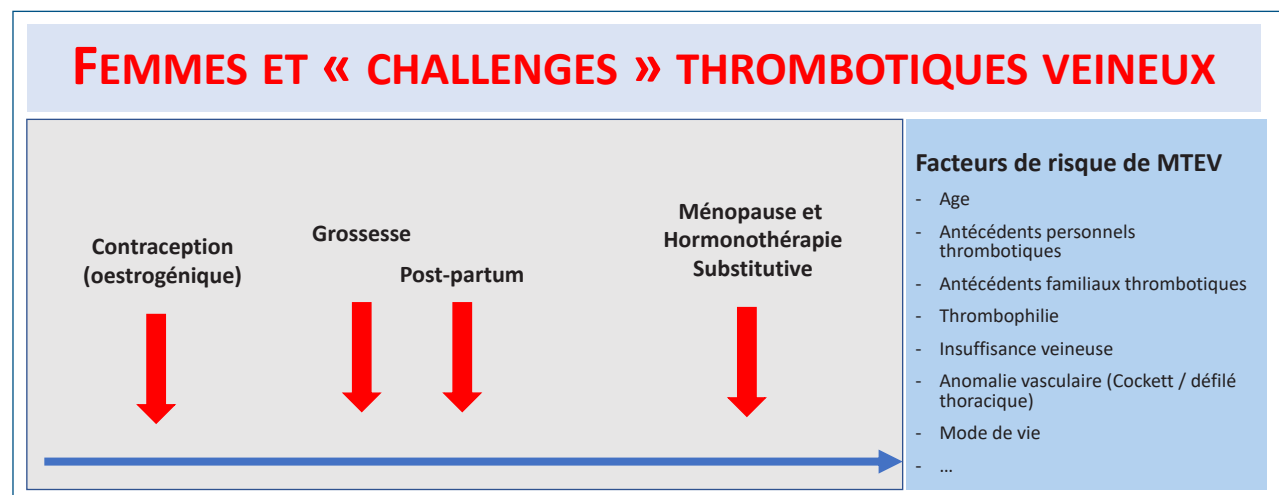 FEMMES ET « CHALLENGES » THROMBOTIQUES VEINEUX
Contraception
(oestrogénique)
Grossesse
Post-partum
Ménopause et
Hormonothérapie
Substitutive
Facteurs de risque de MTEV
- Age
- Antécédents personnels
thrombotiques
- Antécédents familiaux thrombotiques
- Thrombophilie
- Insuffisance veineuse
- Anomalie vasculaire (Cockett / défilé
thoracique)
- Mode de vie
- ...